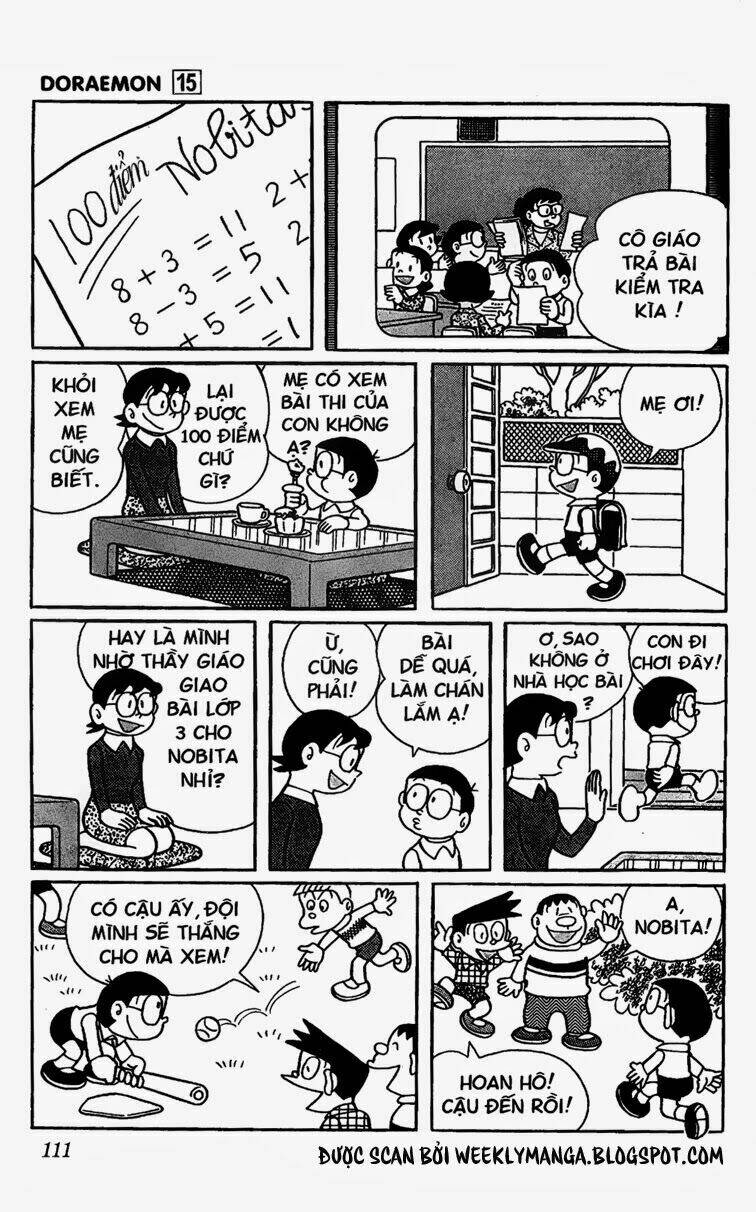 DORAEMON 15
CÔ GIÁO
TRẢ BÀI
KIỂM TRA
KÌA !
100 điểm
Nobita
8 + 3 = 11
8 - 3 = 5
+ 5 = 11
= 1
2 +
2
MẸ ƠI!
MẸ CÓ XEM
BÀI THI CỦA
CON KHÔNG
Ạ?
LẠI
ĐƯỢC
100 ĐIỂM
CHỨ
GÌ?
KHỎI
XEM
MẸ
CŨNG
BIẾT.
CON ĐI
CHƠI ĐÂY!
Ơ, SAO
KHÔNG Ở
NHÀ HỌC BÀI
?
BÀI
DỄ QUÁ,
LÀM CHÁN
LẮM Ạ!
Ừ,
CŨNG
PHẢI!
HAY LÀ MÌNH
NHỜ THẦY GIÁO
GIAO
BÀI LỚP
3 CHO
NOBITA
NHỈ?
A,
NOBITA!
HOAN HÔ!
CẬU ĐẾN RỒI!
CÓ CẬU ẤY, ĐỘI
MÌNH SẼ THẮNG
CHO MÀ XEM!
111
ĐƯỢC SCAN BỞI WEEKLYMANGA.BLOGSPOT.COM